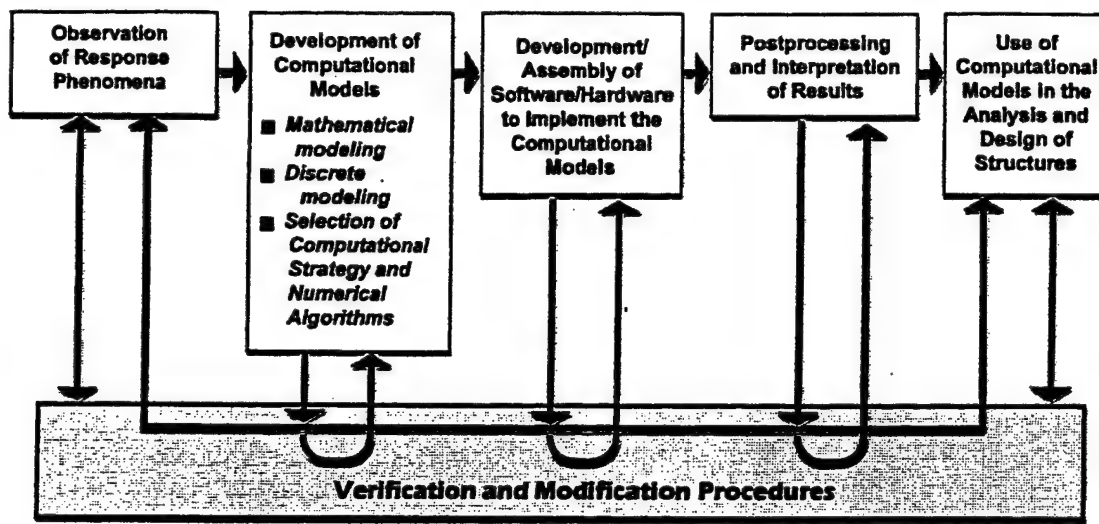 Observation
of Response
Phenomena
Development of
Computational
Models
■ Mathematical
modeling
■ Discrete
modeling
■ Selection of
Computational
Strategy and
Numerical
Algorithms
Development/
Assembly of
Software/Hardware
to Implement the
Computational
Models
Postprocessing
and Interpretation
of Results
Use of
Computational
Models in the
Analysis and
Design of
Structures
Verification and Modification Procedures